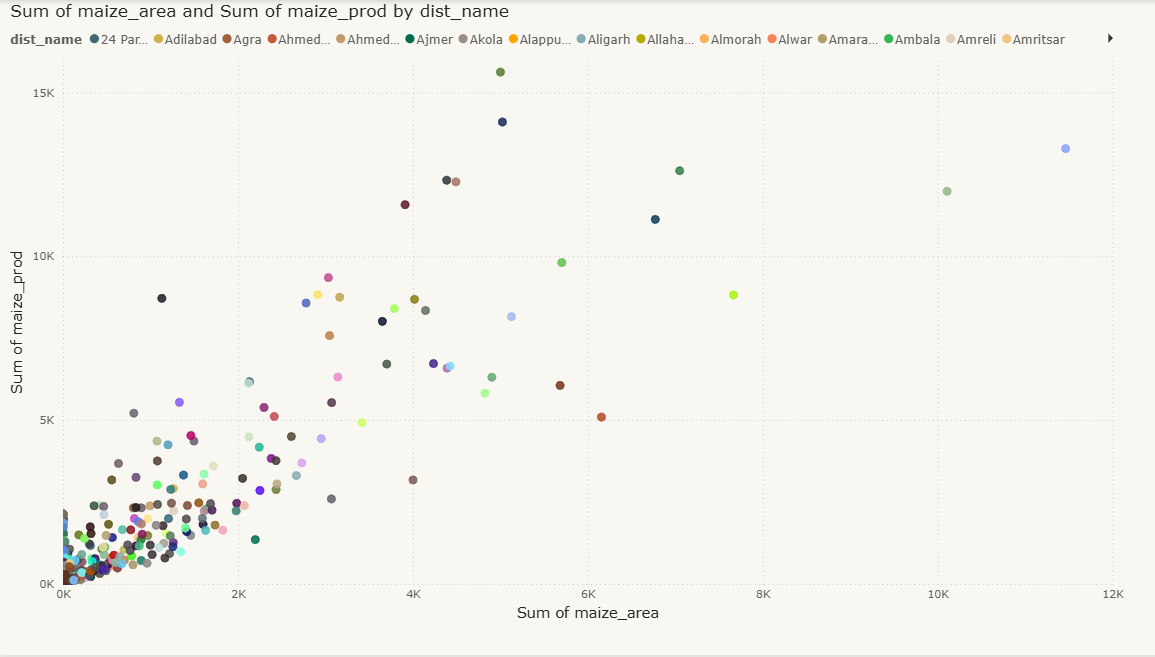 Sum of maize_area and Sum of maize_prod by dist_name
dist_name 24 Par... Adilabad Agra Ahmed... Ahmed... Ajmer Akola Alappu... Aligarh Allaha... Almorah Alwar Amara... Ambala Amreli Amritsar
15K
10K
5K
0K
Sum of maize_prod
0K 2K 4K 6K 8K 10K 12K
Sum of maize_area